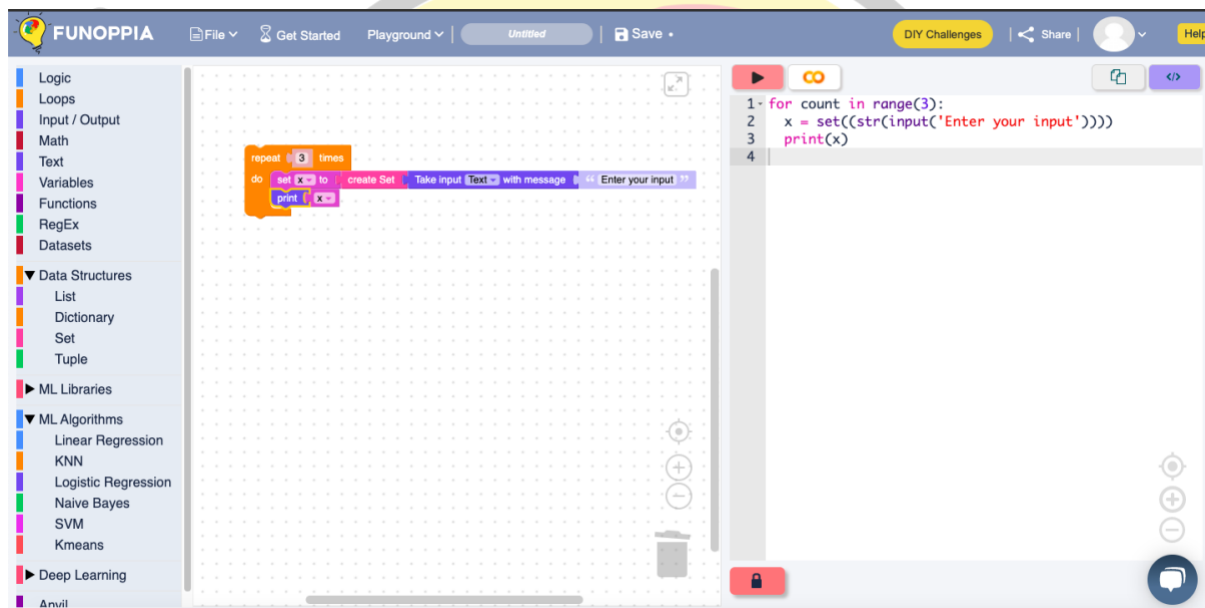 FUNOPPIA File Get Started Playground | Untitled | Save • DIY Challenges | Share | Help
Logic
Loops
Input / Output
Math
Text
Variables
Functions
RegEx
Datasets
Data Structures
List
Dictionary
Set
Tuple
ML Libraries
ML Algorithms
Linear Regression
KNN
Logistic Regression
Naive Bayes
SVM
Kmeans
Deep Learning
Anvil
repeat 3 times
do set x to create Set Take input Text with message “ Enter your input ”
print x
</>
1 for count in range(3):
2 x = set((str(input('Enter your input'))))
3 print(x)
4